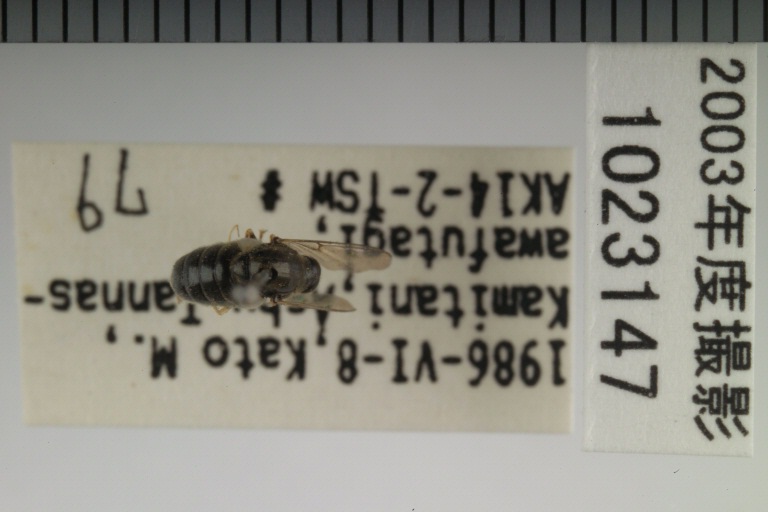 1986-VI-8, Kato M.,
Kamitani, Tannas-
awafutagi,
AK14-2-TSW # 79
2003年度撮影
1023147